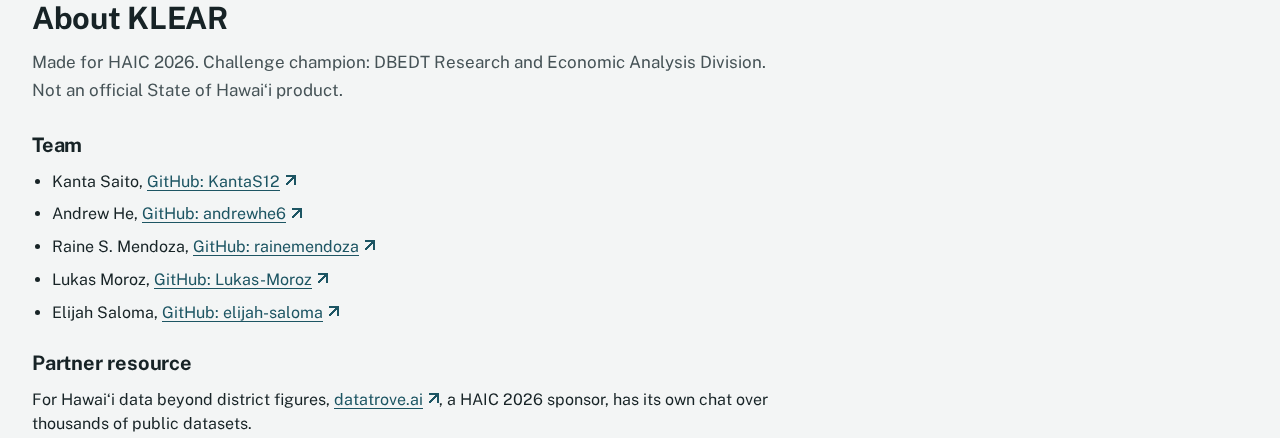 About KLEAR
Made for HAIC 2026. Challenge champion: DBEDT Research and Economic Analysis Division.
Not an official State of Hawaiʻi product.
Team
• Kanta Saito, GitHub: KantaS12
• Andrew He, GitHub: andrewhe6
• Raine S. Mendoza, GitHub: rainemendoza
• Lukas Moroz, GitHub: Lukas-Moroz
• Elijah Saloma, GitHub: elijah-saloma
Partner resource
For Hawaiʻi data beyond district figures, datatrove.ai, a HAIC 2026 sponsor, has its own chat over
thousands of public datasets.